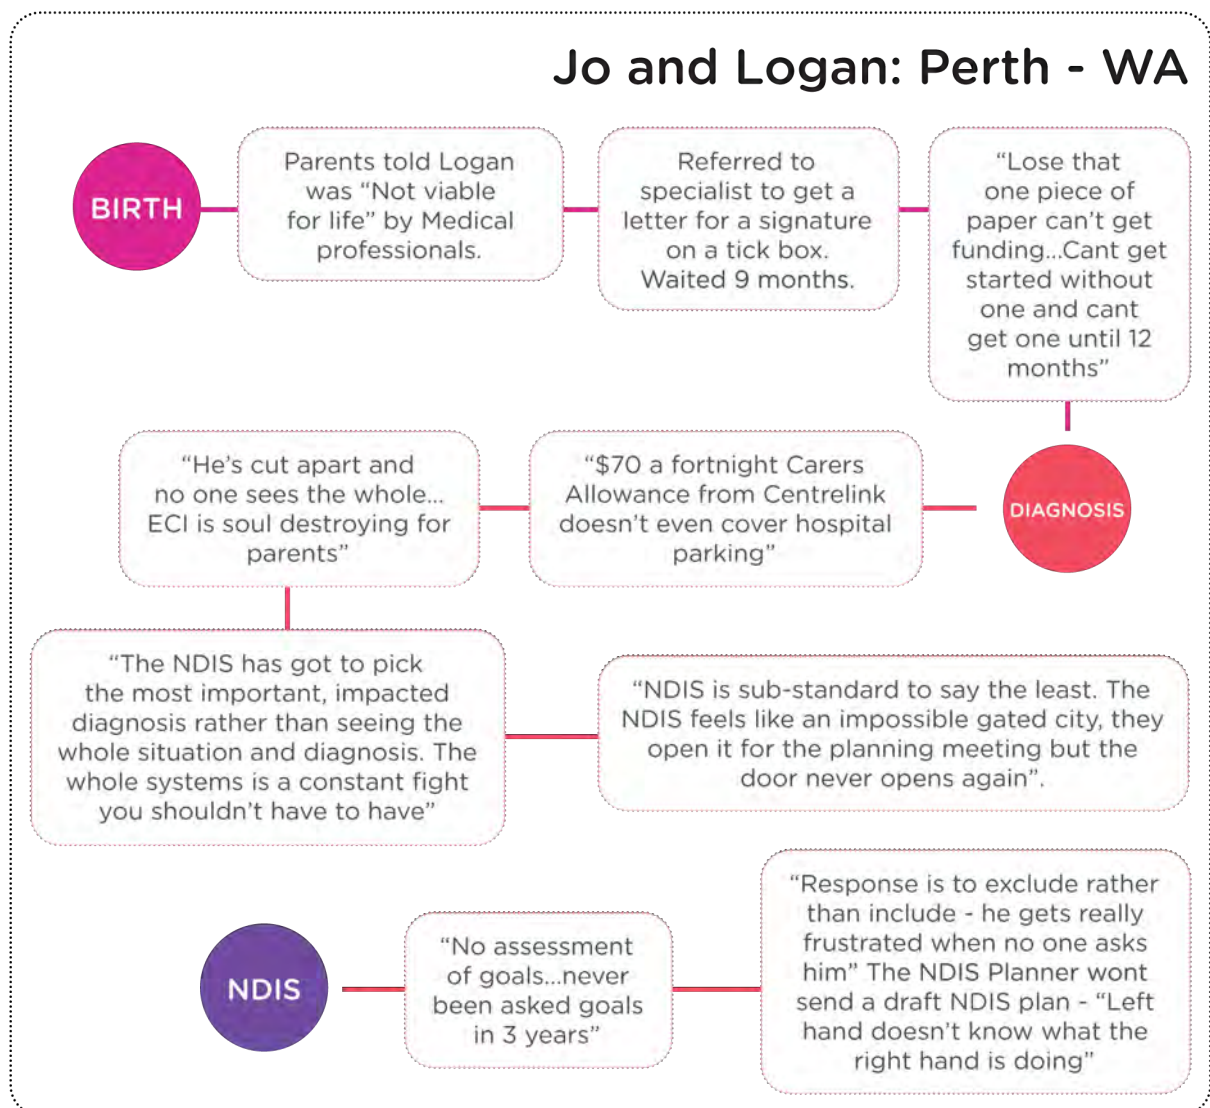 Jo and Logan: Perth - WA
BIRTH
Parents told Logan
was “Not viable
for life” by Medical
professionals.
Referred to
specialist to get a
letter for a signature
on a tick box.
Waited 9 months.
“Lose that
one piece of
paper can’t get
funding...Cant get
started without
one and cant
get one until 12
months”
DIAGNOSIS
“$70 a fortnight Carers
Allowance from Centrelink
doesn’t even cover hospital
parking”
“He’s cut apart and
no one sees the whole...
ECI is soul destroying for
parents”
“The NDIS has got to pick
the most important, impacted
diagnosis rather than seeing the
whole situation and diagnosis. The
whole systems is a constant fight
you shouldn’t have to have”
“NDIS is sub-standard to say the least. The
NDIS feels like an impossible gated city, they
open it for the planning meeting but the
door never opens again”.
NDIS
“No assessment
of goals...never
been asked goals
in 3 years”
“Response is to exclude rather
than include - he gets really
frustrated when no one asks
him” The NDIS Planner wont
send a draft NDIS plan - “Left
hand doesn’t know what the
right hand is doing”